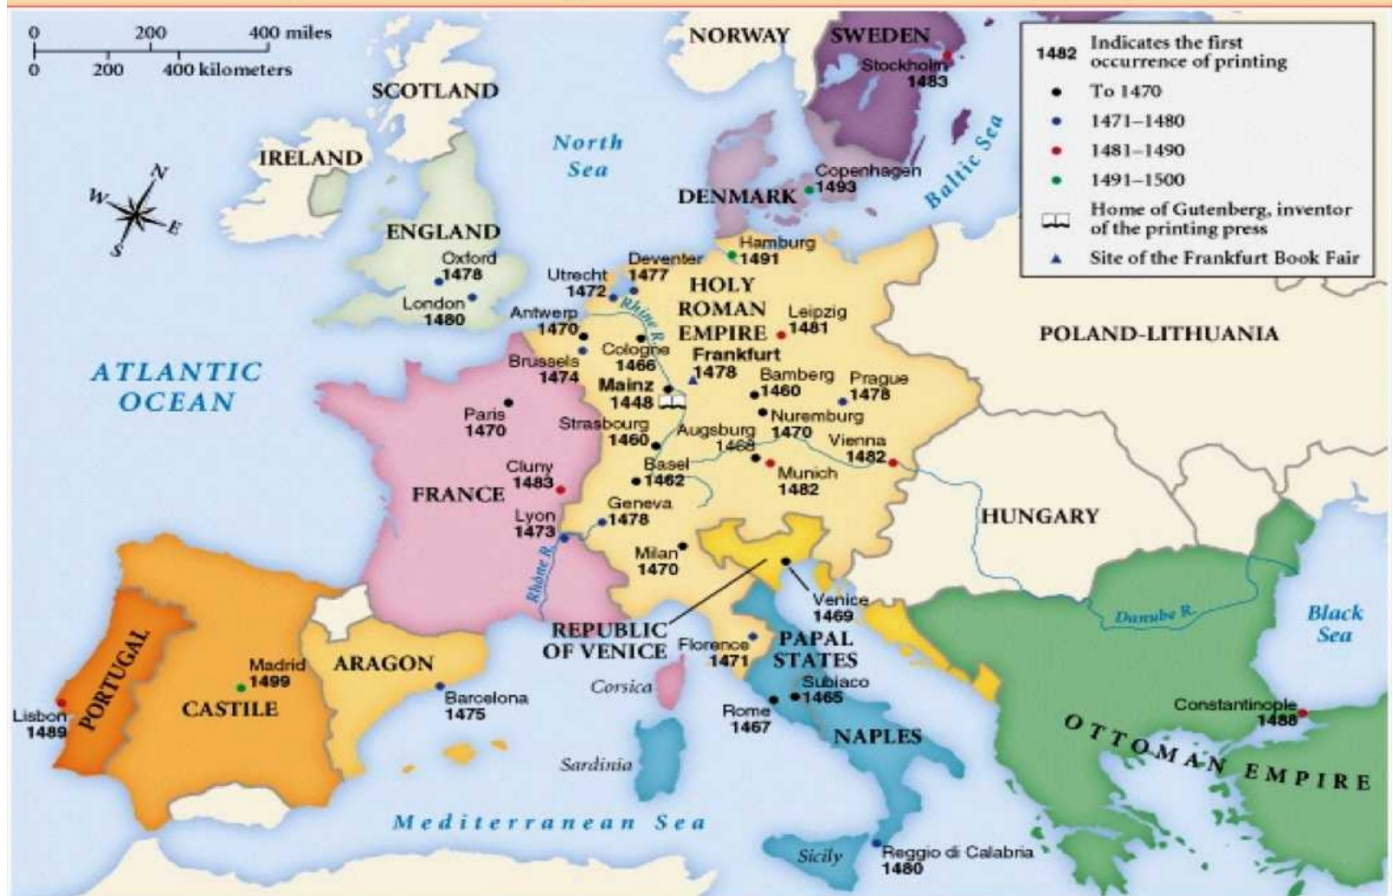 0 200 400 miles
0 200 400 kilometers
NORWAY
SWEDEN
Stockholm
1483
1482 Indicates the first
occurrence of printing
To 1470
1471–1480
1481–1490
1491–1500
Home of Gutenberg, inventor
of the printing press
Site of the Frankfurt Book Fair
SCOTLAND
North
Sea
Baltic Sea
IRELAND
N
W
E
S
Copenhagen
1493
DENMARK
ENGLAND
Oxford
1478
London
1480
Hamburg
1491
Deventer
1477
Utrecht
1472
Rhine R.
HOLY
ROMAN
EMPIRE
Antwerp
1470
Leipzig
1481
POLAND-LITHUANIA
Brussels
1474
Cologne
1466
Frankfurt
1478
Mainz
1448
Bamberg
1460
Prague
1478
ATLANTIC
OCEAN
Paris
1470
Strasbourg
1460
Augsburg
1468
Nuremburg
1470
Vienna
1482
Cluny
1483
Basel
1462
Munich
1482
FRANCE
Geneva
1478
HUNGARY
Lyon
1473
Milan
1470
Rhône R.
Venice
1469
Danube R.
Black
Sea
REPUBLIC
OF VENICE
Florence
1471
PAPAL
STATES
PORTUGAL
Madrid
1499
ARAGON
Corsica
Subiaco
1465
Barcelona
1475
Lisbon
1489
CASTILE
Rome
1467
NAPLES
Constantinople
1488
OTTOMAN EMPIRE
Sardinia
Mediterranean Sea
Sicily
Reggio di Calabria
1480